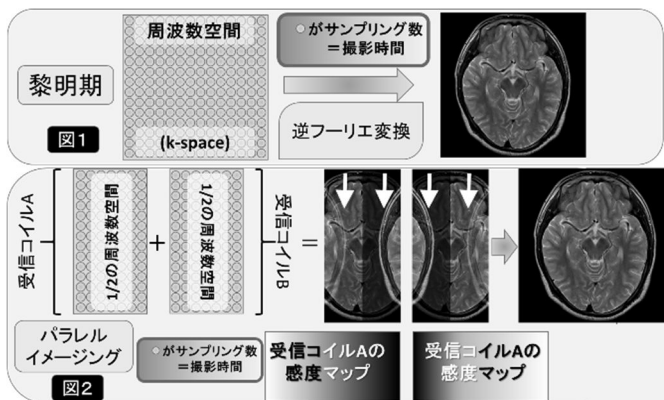 周波数空間
○がサンプリング数
＝撮影時間
黎明期
図1
(k-space)
逆フーリエ変換
受信コイルA
1/2の周波数空間
+
1/2の周波数空間
受信コイルB
=
パラレル
イメージング
図2
○がサンプリング数
＝撮影時間
受信コイルAの
感度マップ
受信コイルAの
感度マップ